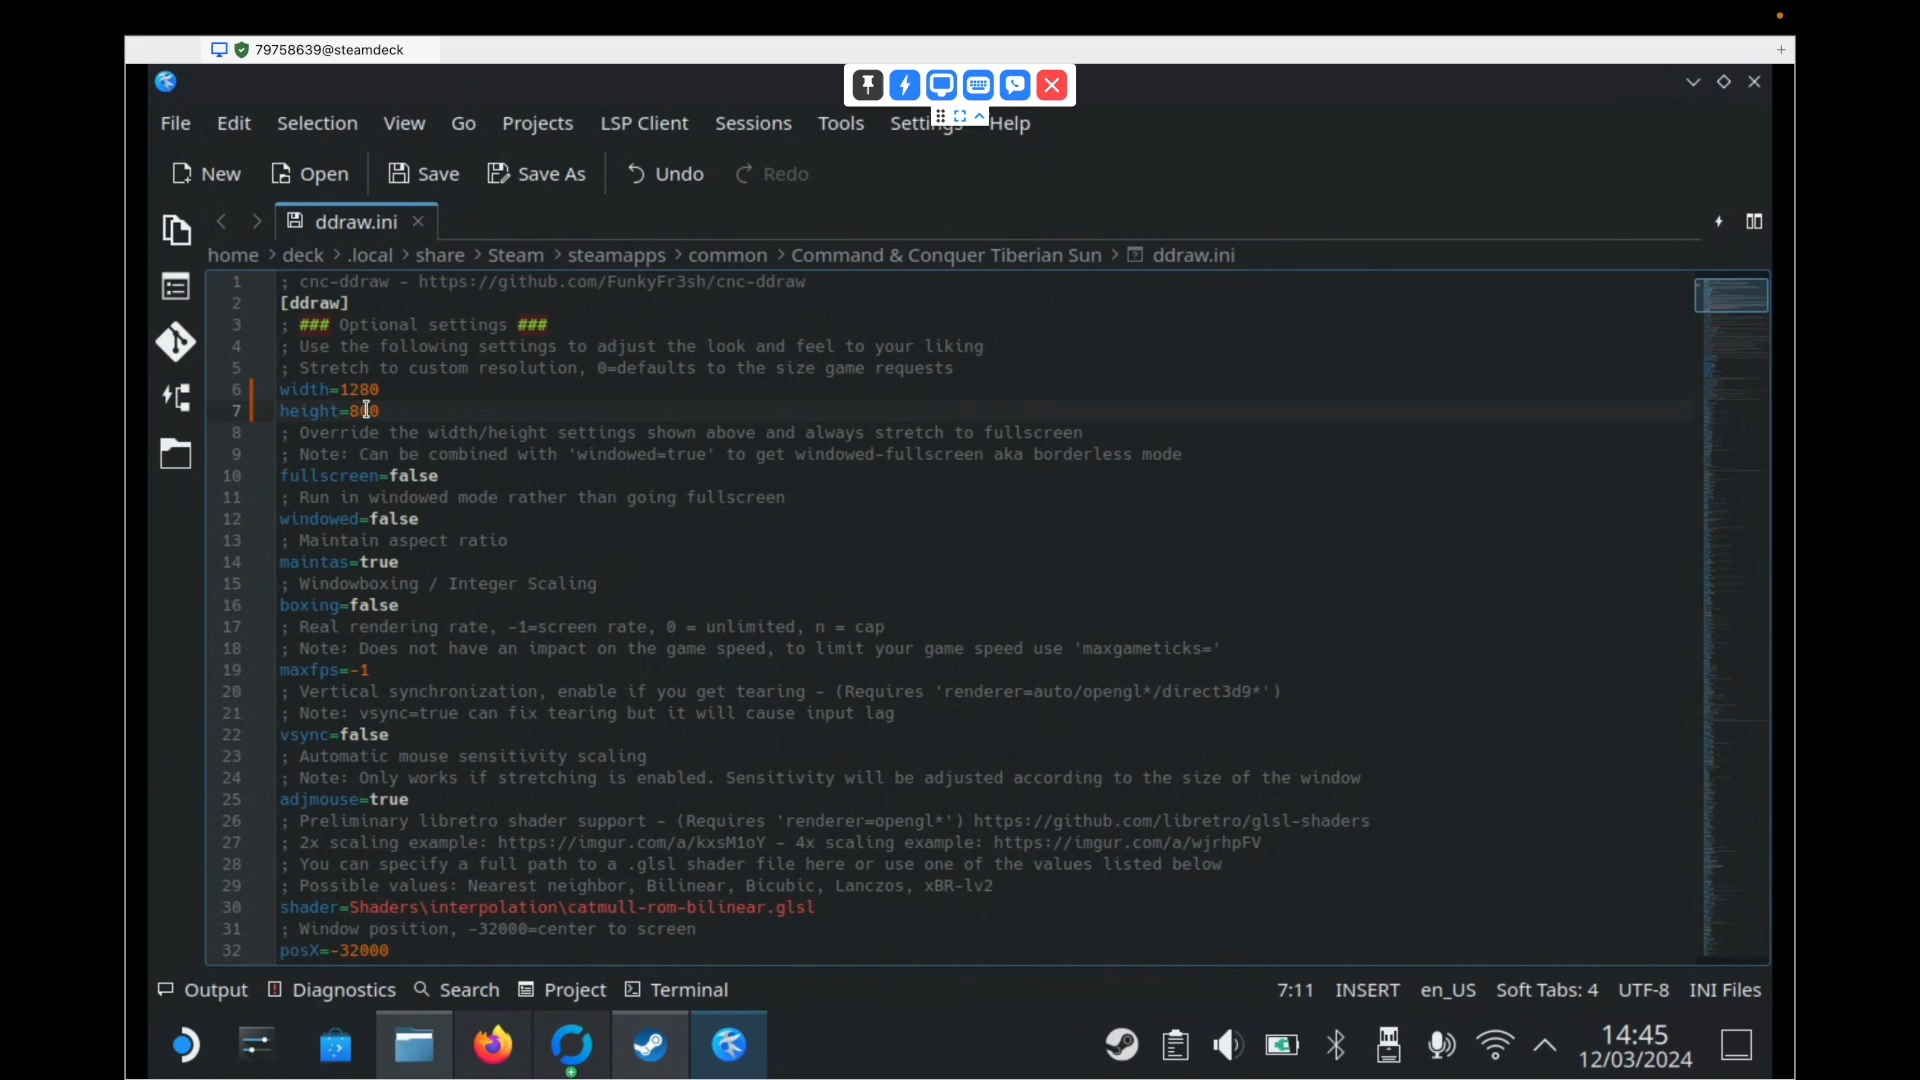 79758639@steamdeck
File Edit Selection View Go Projects LSP Client Sessions Tools Settings Help
New Open Save Save As Undo Redo
ddraw.ini
home > deck > .local > share > Steam > steamapps > common > Command & Conquer Tiberian Sun > ddraw.ini
1 ; cnc-ddraw - https://github.com/FunkyFr3sh/cnc-ddraw
2 [ddraw]
3 ; ### Optional settings ###
4 ; Use the following settings to adjust the look and feel to your liking
5 ; Stretch to custom resolution, 0=defaults to the size game requests
6 width=1280
7 height=800
8 ; Override the width/height settings shown above and always stretch to fullscreen
9 ; Note: Can be combined with 'windowed=true' to get windowed-fullscreen aka borderless mode
10 fullscreen=false
11 ; Run in windowed mode rather than going fullscreen
12 windowed=false
13 ; Maintain aspect ratio
14 maintas=true
15 ; Windowboxing / Integer Scaling
16 boxing=false
17 ; Real rendering rate, -1=screen rate, 0 = unlimited, n = cap
18 ; Note: Does not have an impact on the game speed, to limit your game speed use 'maxgameticks='
19 maxfps=-1
20 ; Vertical synchronization, enable if you get tearing - (Requires 'renderer=auto/opengl*/direct3d9*')
21 ; Note: vsync=true can fix tearing but it will cause input lag
22 vsync=false
23 ; Automatic mouse sensitivity scaling
24 ; Note: Only works if stretching is enabled. Sensitivity will be adjusted according to the size of the window
25 adjmouse=true
26 ; Preliminary libretro shader support - (Requires 'renderer=opengl*') https://github.com/libretro/glsl-shaders
27 ; 2x scaling example: https://imgur.com/a/kxsM1oY - 4x scaling example: https://imgur.com/a/wjrhpFV
28 ; You can specify a full path to a .glsl shader file here or use one of the values listed below
29 ; Possible values: Nearest neighbor, Bilinear, Bicubic, Lanczos, xBR-lv2
30 shader=Shaders\interpolation\catmull-rom-bilinear.glsl
31 ; Window position, -32000=center to screen
32 posX=-32000
Output Diagnostics Search Project Terminal 7:11 INSERT en_US Soft Tabs: 4 UTF-8 INI Files
14:45
12/03/2024